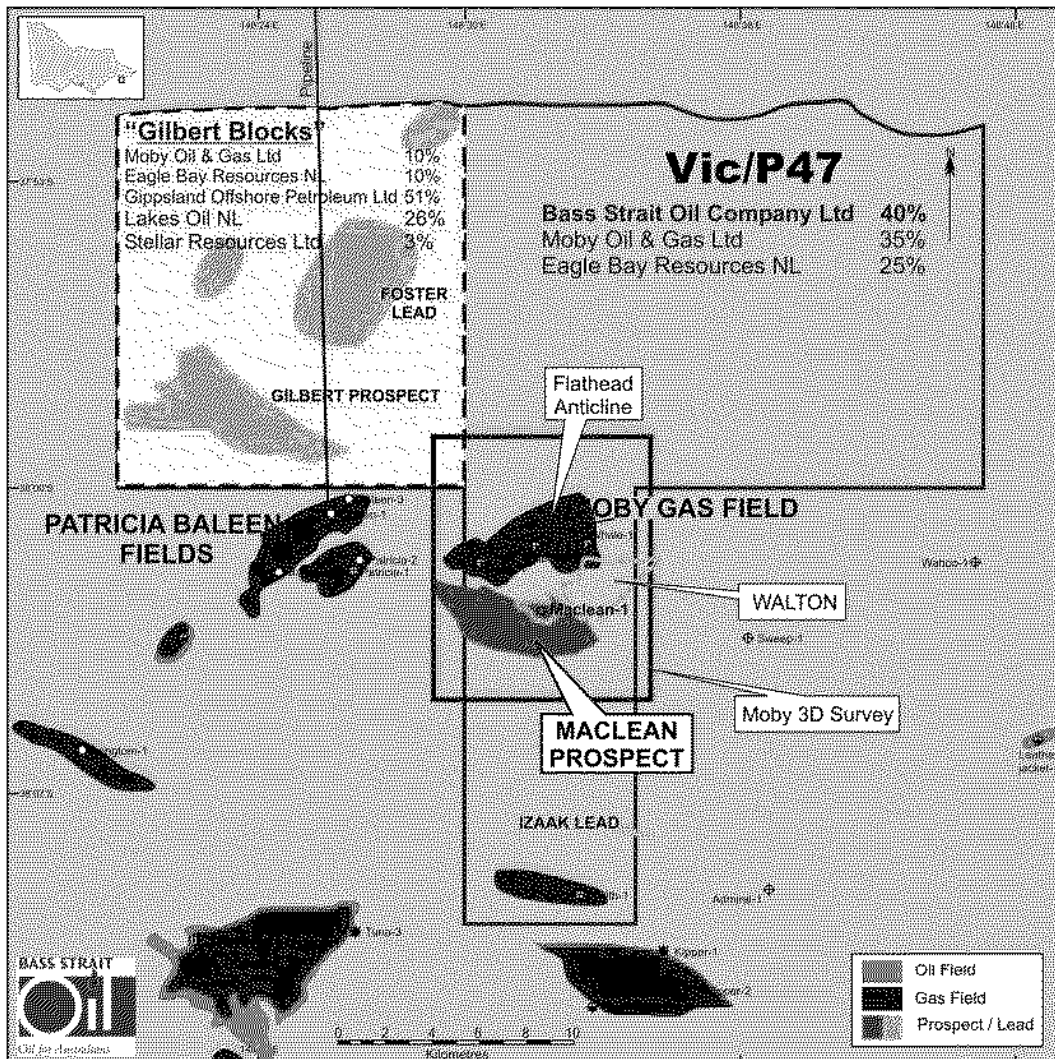 Pipeline
"Gilbert Blocks"
Moby Oil & Gas Ltd 10%
Eagle Bay Resources NL 10%
Gippsland Offshore Petroleum Ltd 51%
Lakes Oil NL 26%
Stellar Resources Ltd 3%
Vic/P47
Bass Strait Oil Company Ltd 40%
Moby Oil & Gas Ltd 35%
Eagle Bay Resources NL 25%
N
FOSTER
LEAD
GILBERT PROSPECT
Flathead
Anticline
PATRICIA BALEEN
FIELDS
OBY GAS FIELD
Wahoo-1
Maclean-1
WALTON
Sweep-1
Moby 3D Survey
MACLEAN
PROSPECT
IZAAK LEAD
Admiral-1
Tuna-3
Kipper-1
BASS STRAIT
Oil
Oil for Australians
0 2 4 6 8 10
Kilometres
Oil Field
Gas Field
Prospect / Lead